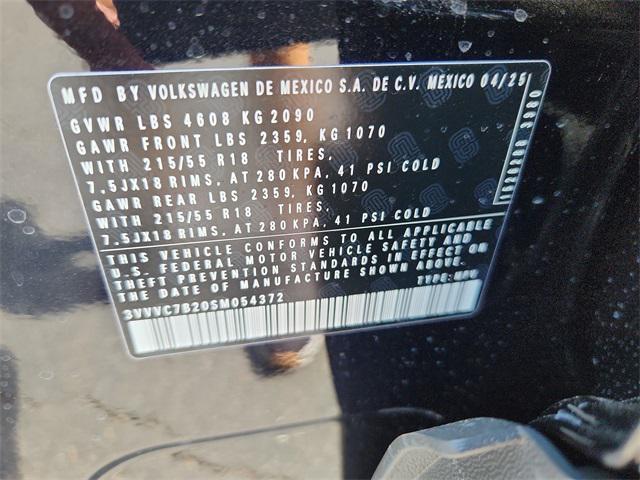 MFD BY VOLKSWAGEN DE MEXICO S.A. DE C.V. MEXICO 04/25
GVWR LBS 4608 KG 2090
GAWR FRONT LBS 2359, KG 1070
WITH 215/55 R18 TIRES,
7.5JX18 RIMS, AT 280 KPA, 41 PSI COLD
GAWR REAR LBS 2359, KG 1070
WITH 215/55 R18 TIRES,
7.5JX18 RIMS, AT 280 KPA, 41 PSI COLD
THIS VEHICLE CONFORMS TO ALL APPLICABLE
U.S. FEDERAL MOTOR VEHICLE SAFETY AND
THEFT PREVENTION STANDARDS IN EFFECT ON
THE DATE OF MANUFACTURE SHOWN ABOVE.
TYPE: MPV
3VVVC7B20SM054372
3980